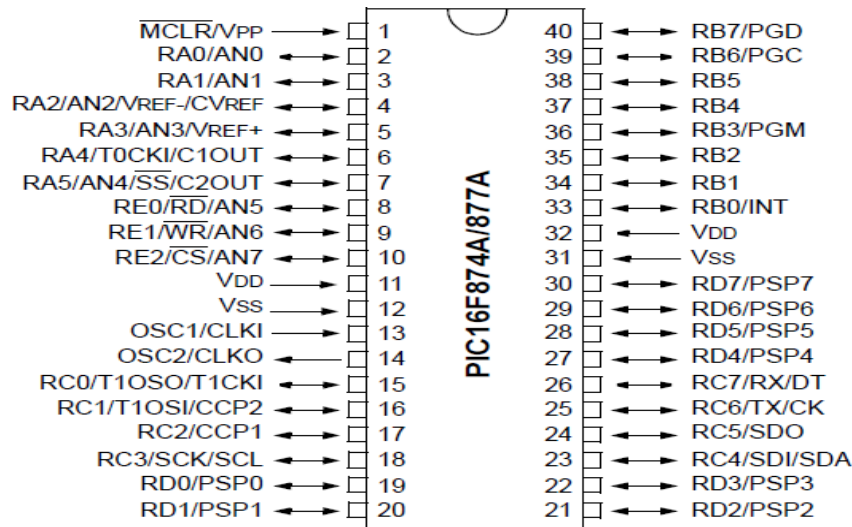 M̅C̅L̅R̅/VPP 1 40 RB7/PGD
RA0/AN0 2 39 RB6/PGC
RA1/AN1 3 38 RB5
RA2/AN2/VREF-/CVREF 4 37 RB4
RA3/AN3/VREF+ 5 36 RB3/PGM
RA4/T0CKI/C1OUT 6 35 RB2
RA5/AN4/S̅S̅/C2OUT 7 34 RB1
RE0/R̅D̅/AN5 8 33 RB0/INT
RE1/W̅R̅/AN6 9 32 VDD
RE2/C̅S̅/AN7 10 31 VSS
VDD 11 30 RD7/PSP7
VSS 12 29 RD6/PSP6
OSC1/CLKI 13 28 RD5/PSP5
OSC2/CLKO 14 27 RD4/PSP4
RC0/T1OSO/T1CKI 15 26 RC7/RX/DT
RC1/T1OSI/CCP2 16 25 RC6/TX/CK
RC2/CCP1 17 24 RC5/SDO
RC3/SCK/SCL 18 23 RC4/SDI/SDA
RD0/PSP0 19 22 RD3/PSP3
RD1/PSP1 20 21 RD2/PSP2
PIC16F874A/877A